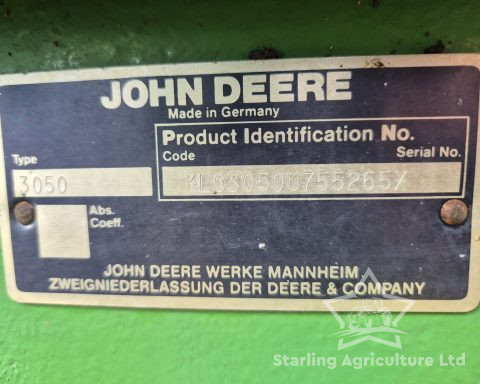 JOHN DEERE
Made in Germany
Product Identification No.
Type
Code
Serial No.
3050
*L03050U755265*
Abs.
Coeff.
JOHN DEERE WERKE MANNHEIM
ZWEIGNIEDERLASSUNG DER DEERE & COMPANY
Starling Agriculture Ltd